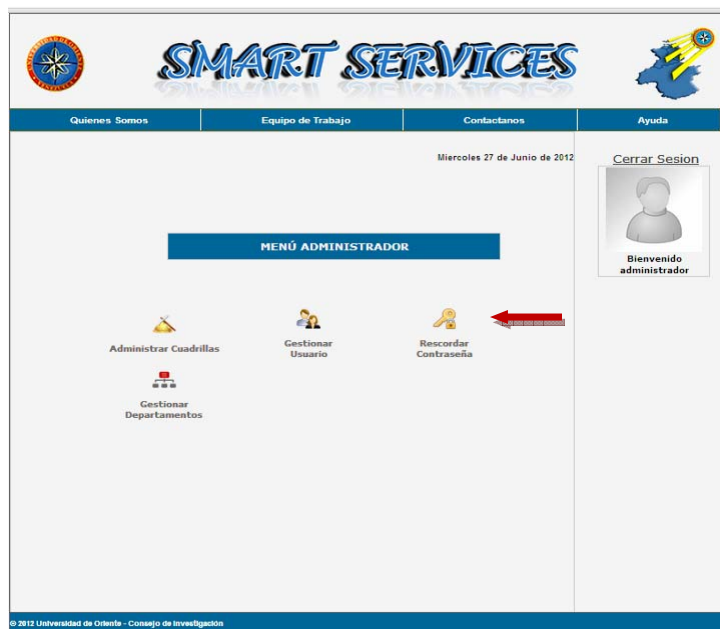 SMART SERVICES
Quienes Somos
Equipo de Trabajo
Contactanos
Ayuda
Miercoles 27 de Junio de 2012
Cerrar Sesion
Bienvenido
administrador
MENÚ ADMINISTRADOR
Administrar Cuadrillas
Gestionar
Usuario
Rescordar
Contraseña
Gestionar
Departamentos
© 2012 Universidad de Oriente - Consejo de Investigación